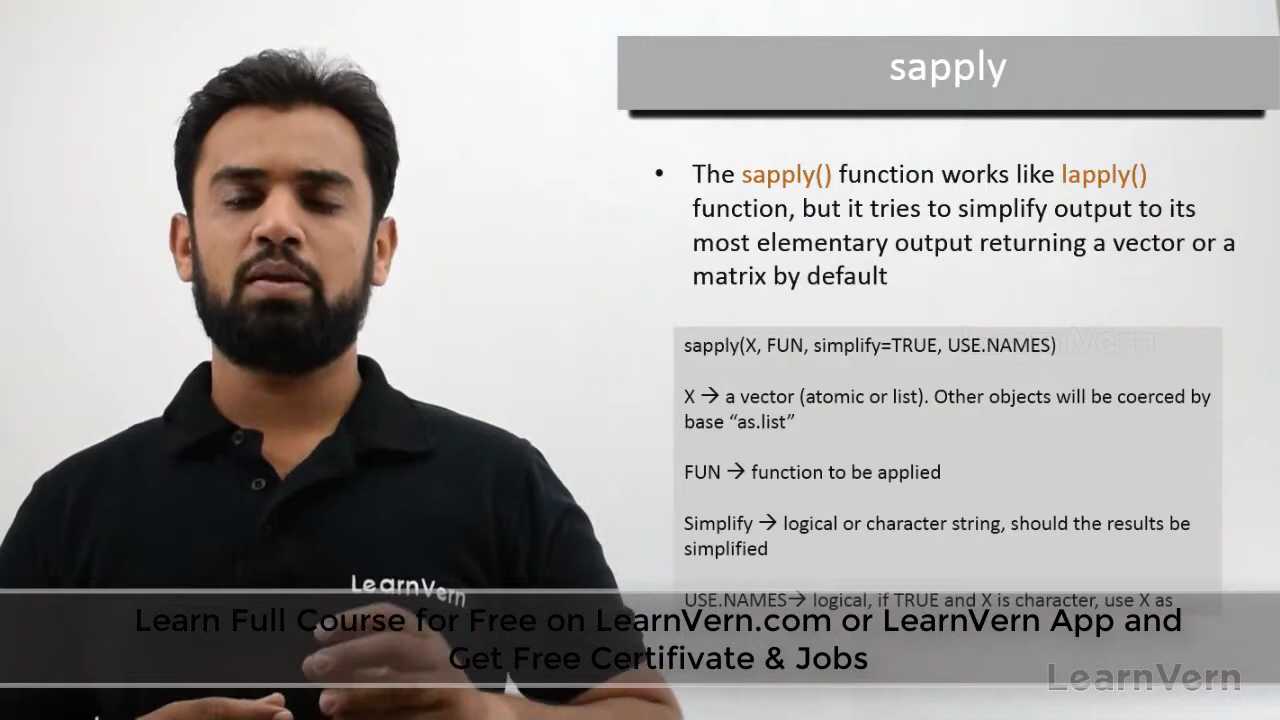 sapply
• The sapply() function works like lapply()
function, but it tries to simplify output to its
most elementary output returning a vector or a
matrix by default
sapply(X, FUN, simplify=TRUE, USE.NAMES)
X → a vector (atomic or list). Other objects will be coerced by
base “as.list”
FUN → function to be applied
Simplify → logical or character string, should the results be
simplified
USE.NAMES→ logical, if TRUE and X is character, use X as
LearnVern
Learn Full Course for Free on LearnVern.com or LearnVern App and
Get Free Certifivate & Jobs
LearnVern